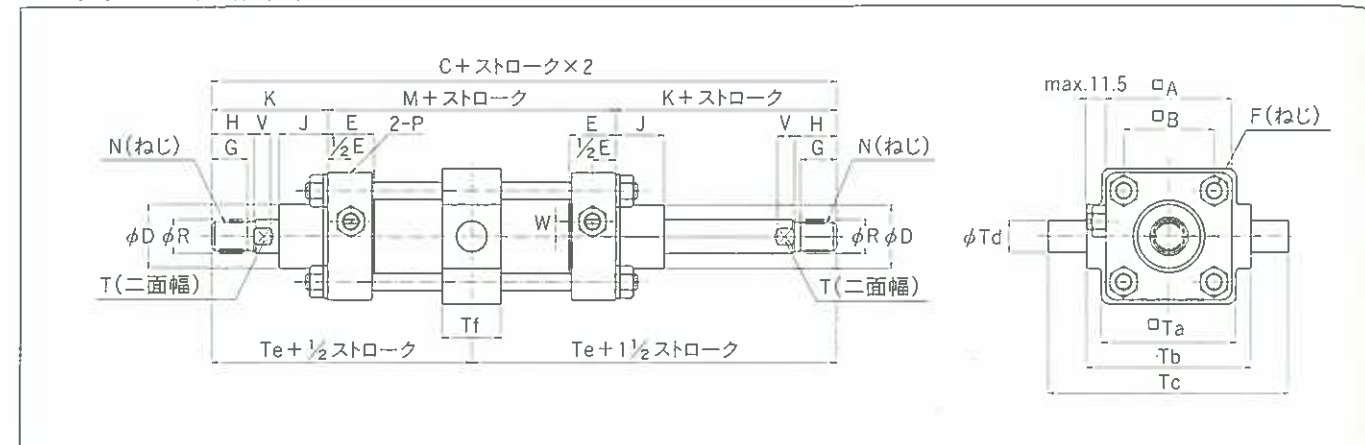 C+ストローク×2
K M+ストローク K+ストローク
H V J E 2-P E J V H
G ½E ½E G
N(ねじ) N(ねじ)
W
φD φR φR φD
T(二面幅) T(二面幅)
Tf
Te+½ストローク Te+1½ストローク
max.11.5 □A
□B F(ねじ)
φTd
□Ta
Tb
Tc